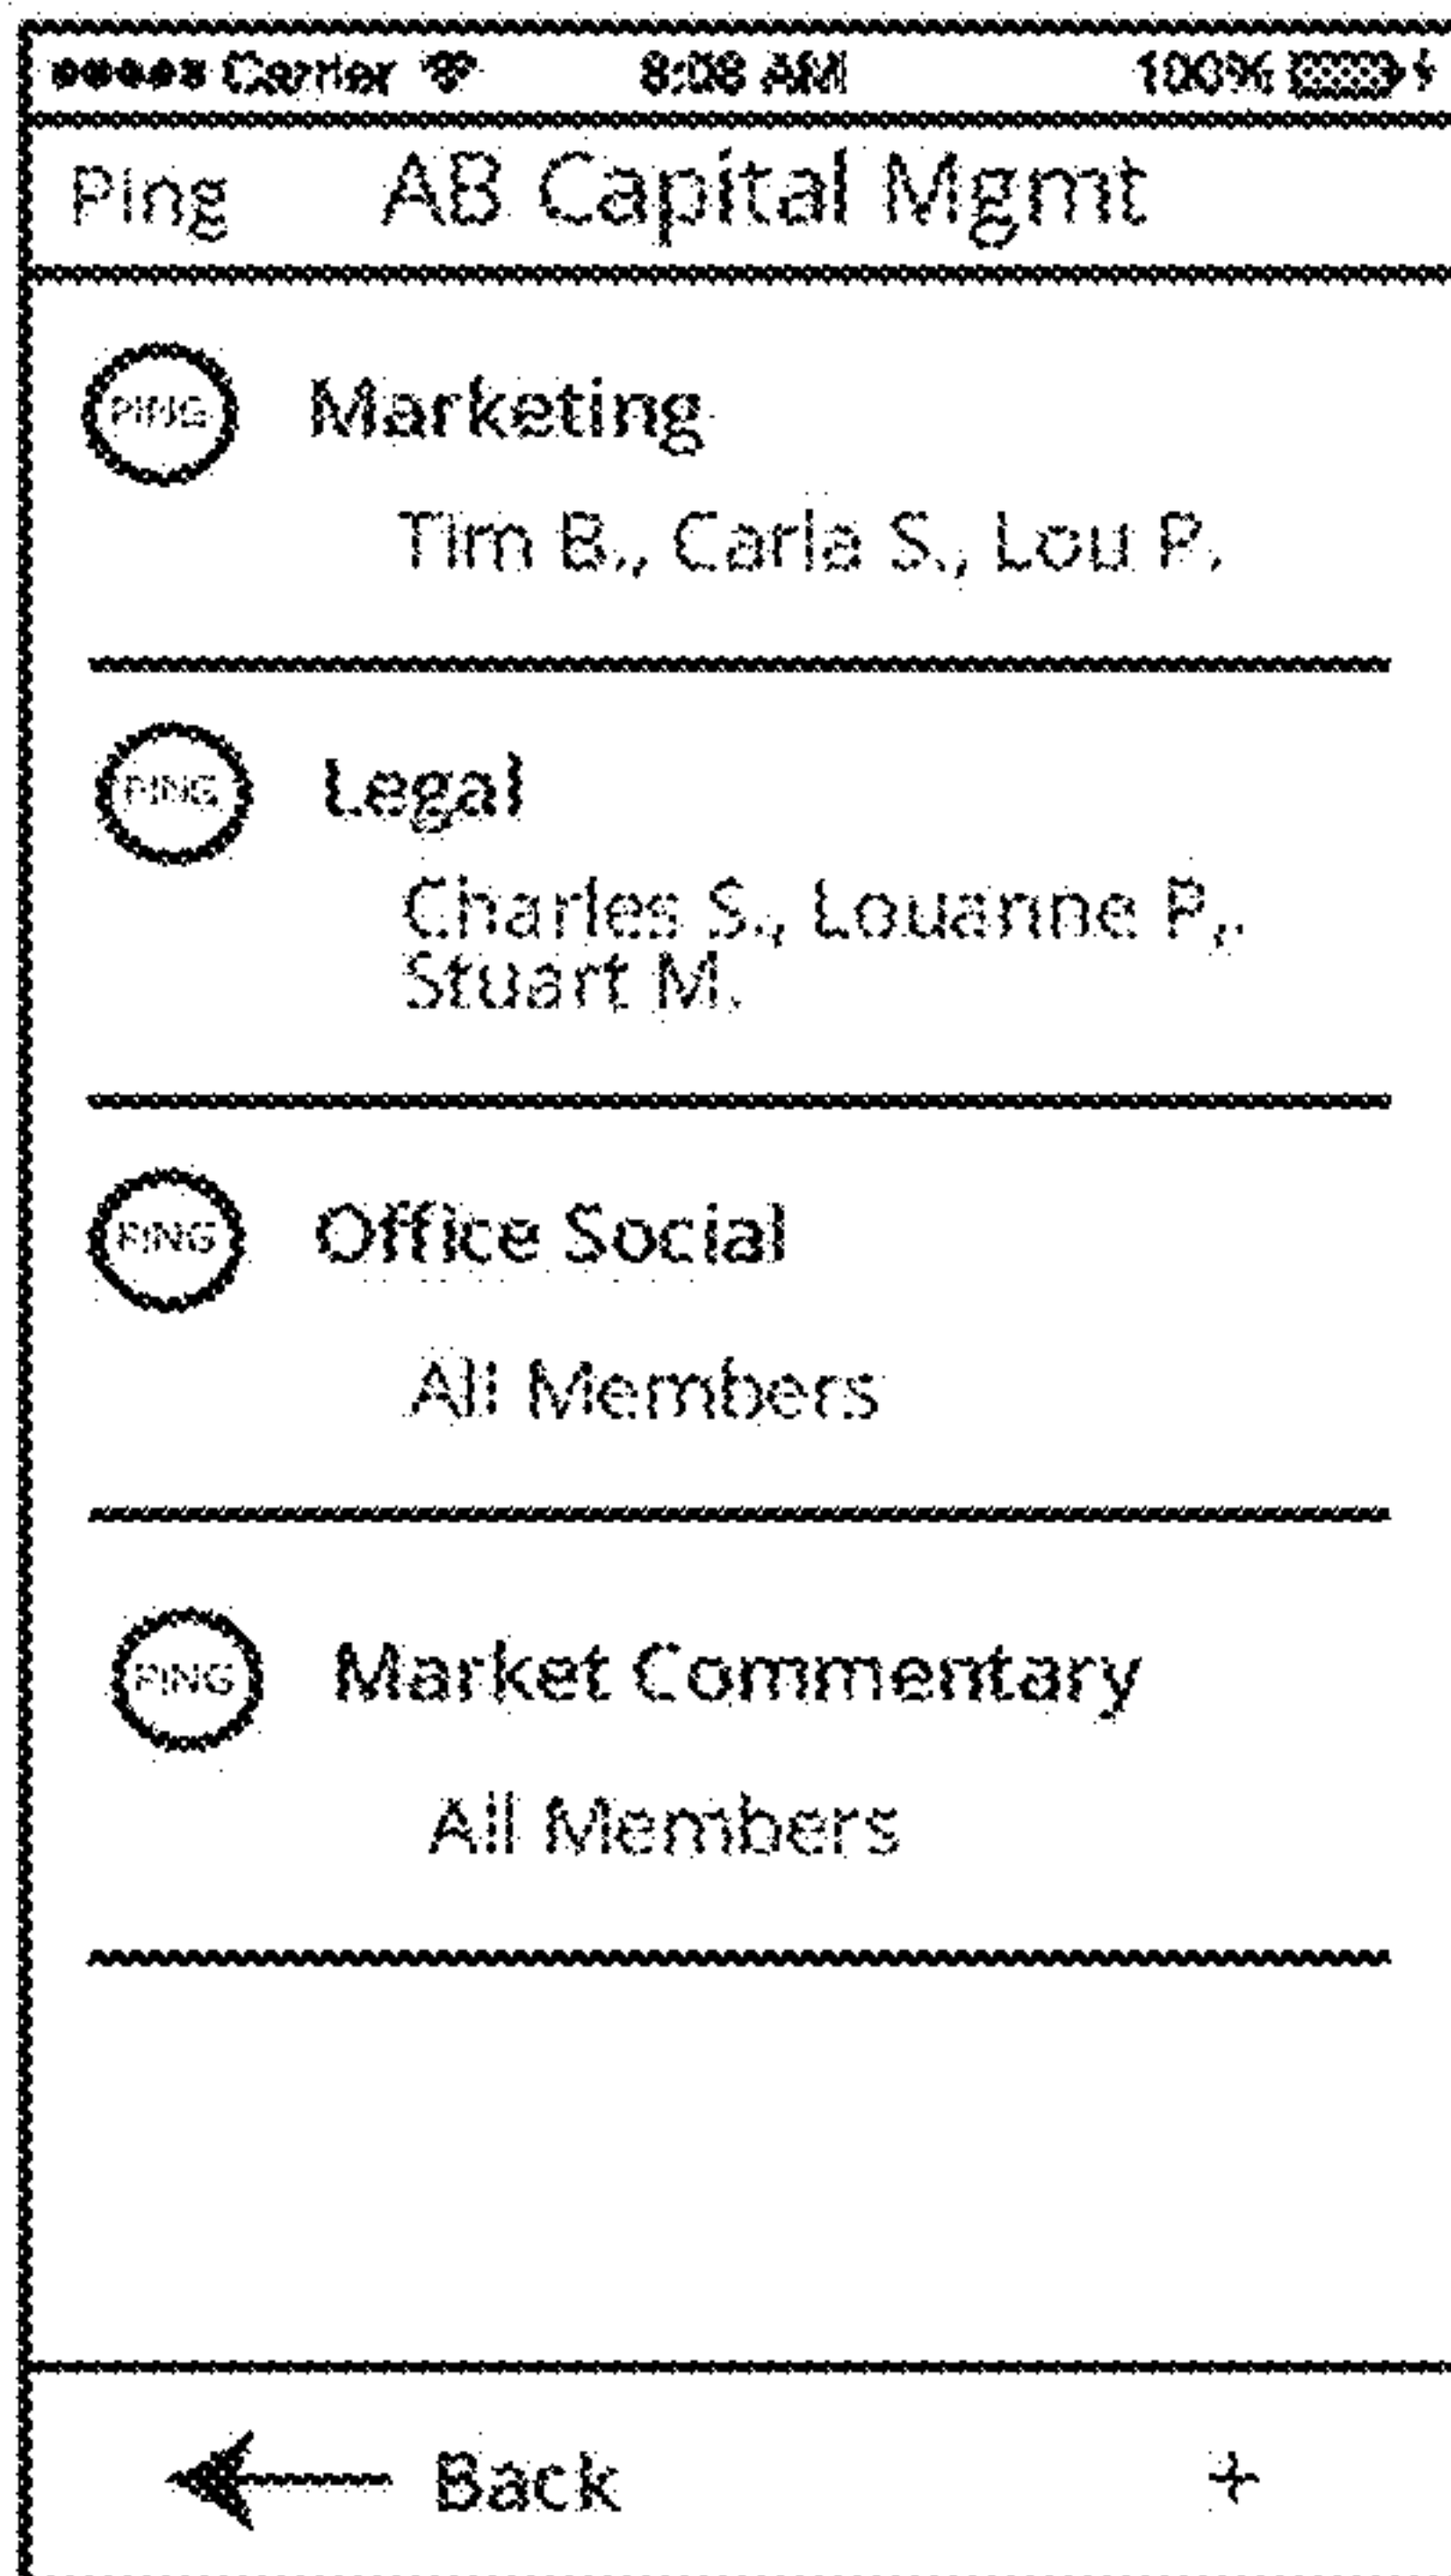 Carrier 8:08 AM 100%
Ping AB Capital Mgmt
PING Marketing
Tim B., Carla S., Lou P.
PING Legal
Charles S., Louanne P.,
Stuart M.
PING Office Social
All Members
PING Market Commentary
All Members
Back +